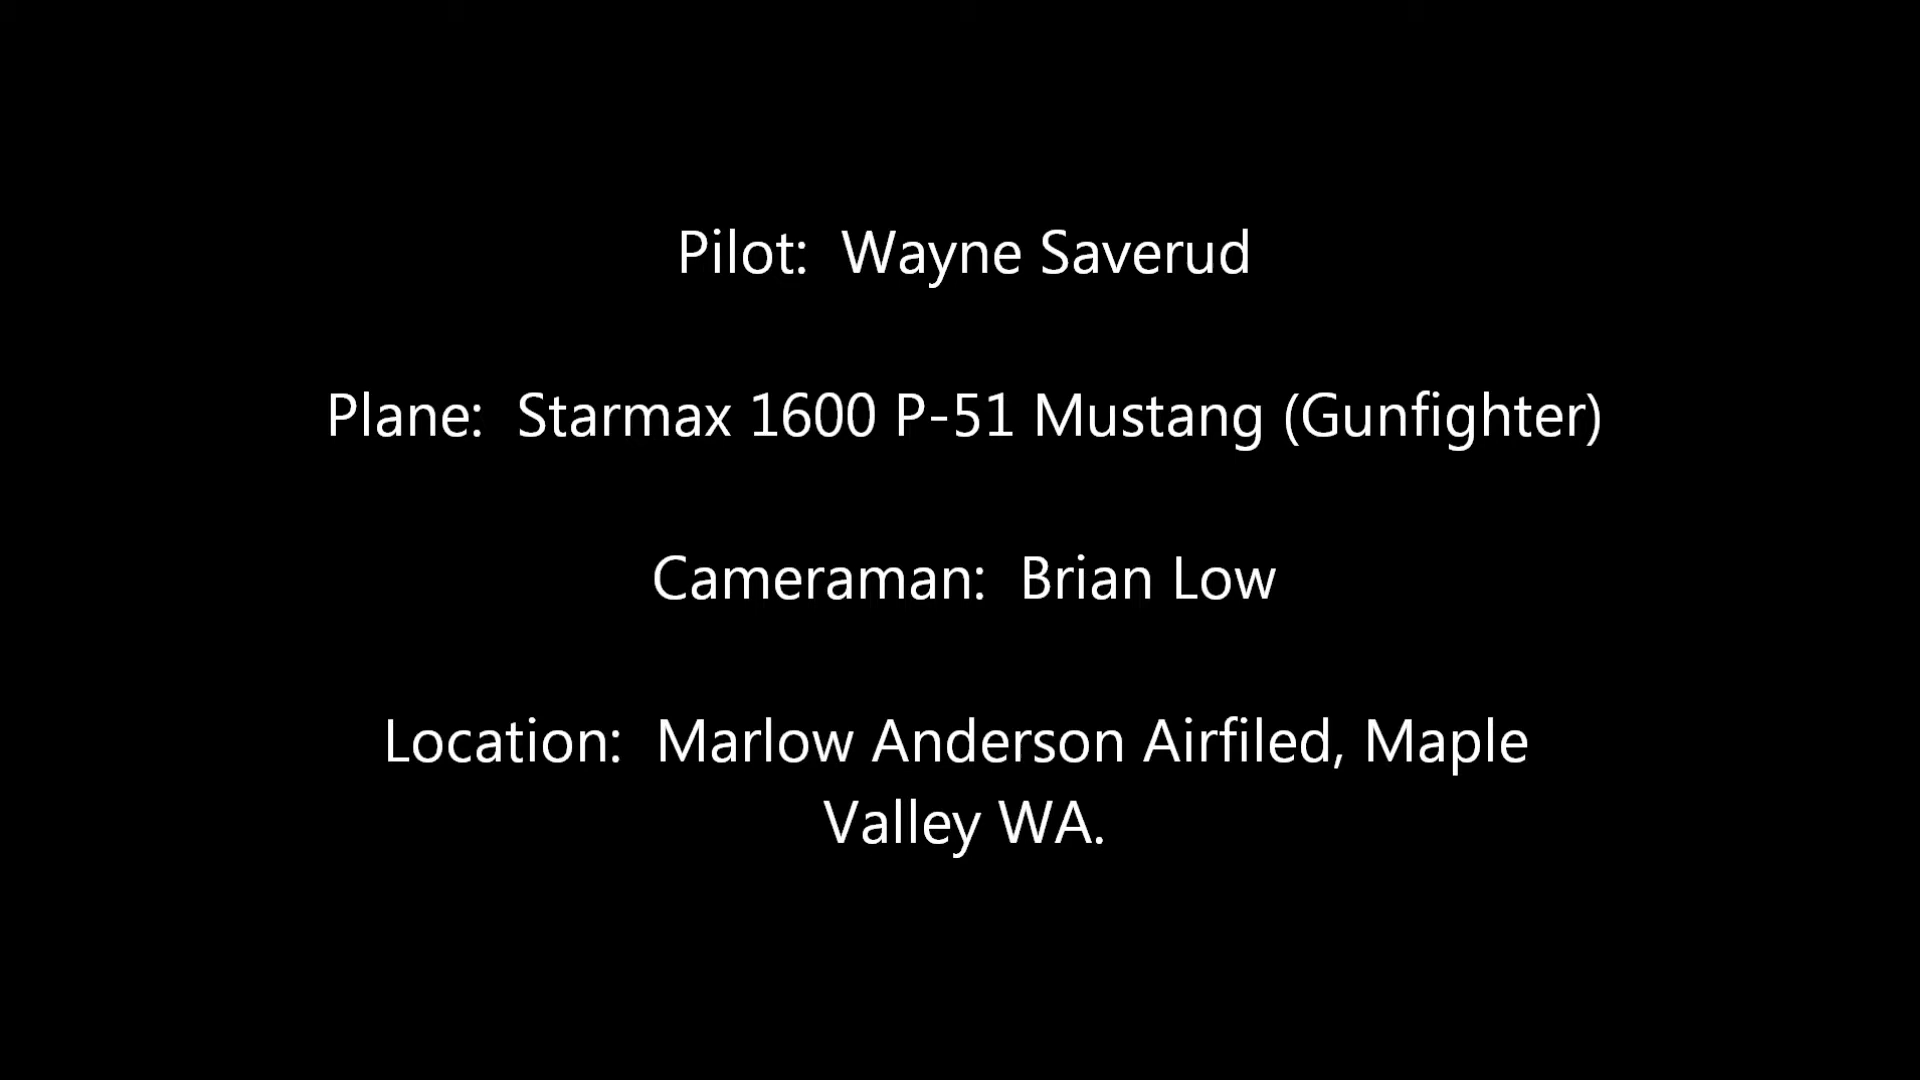 Pilot:  Wayne Saverud
Plane:  Starmax 1600 P-51 Mustang (Gunfighter)
Cameraman:  Brian Low
Location:  Marlow Anderson Airfiled, Maple
Valley WA.